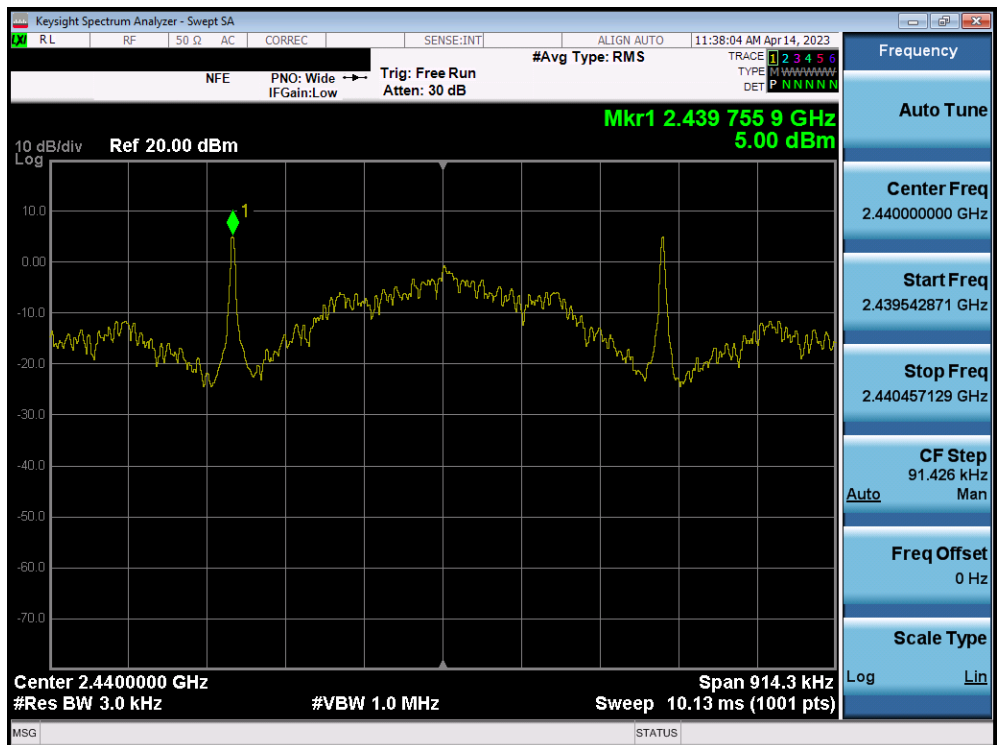 Keysight Spectrum Analyzer - Swept SA
LXI RL RF 50 Ω AC CORREC SENSE:INT ALIGN AUTO 11:38:04 AM Apr 14, 2023
NFE PNO: Wide Trig: Free Run #Avg Type: RMS TRACE 1 2 3 4 5 6
IFGain:Low Atten: 30 dB TYPE M WWWWW
DET P N N N N N
Mkr1 2.439 755 9 GHz
5.00 dBm
10 dB/div Ref 20.00 dBm
Log
1
10.0
0.00
-10.0
-20.0
-30.0
-40.0
-50.0
-60.0
-70.0
Center 2.4400000 GHz Span 914.3 kHz
#Res BW 3.0 kHz #VBW 1.0 MHz Sweep 10.13 ms (1001 pts)
MSG STATUS
Frequency
Auto Tune
Center Freq
2.440000000 GHz
Start Freq
2.439542871 GHz
Stop Freq
2.440457129 GHz
CF Step
91.426 kHz
Auto Man
Freq Offset
0 Hz
Scale Type
Log Lin